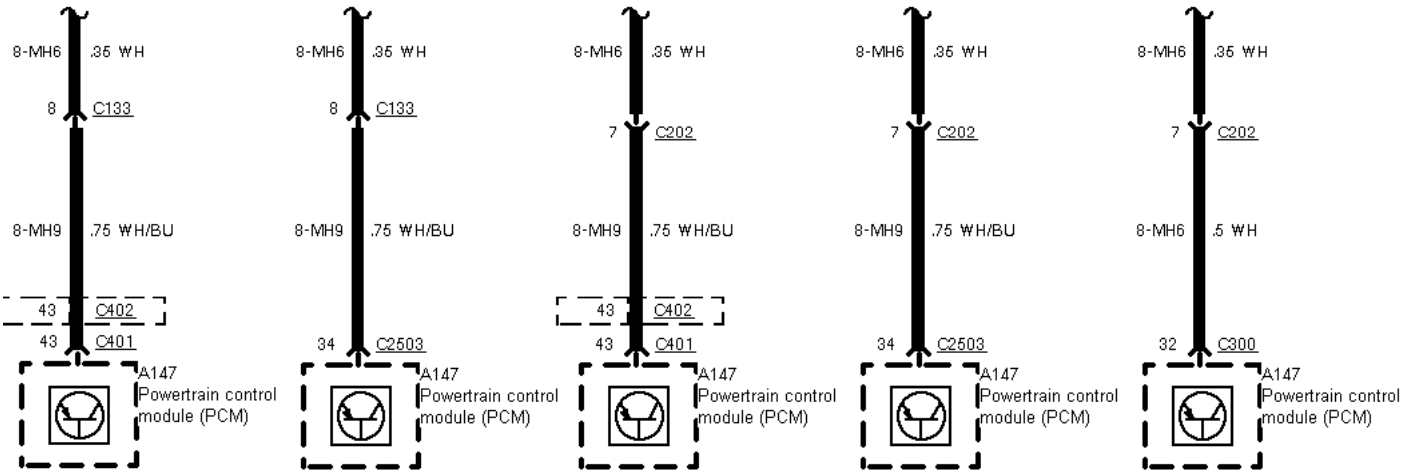 8-MH6 .35 WH 8-MH6 .35 WH 8-MH6 .35 WH 8-MH6 .35 WH 8-MH6 .35 WH
8 C133 8 C133 7 C202 7 C202 7 C202
8-MH9 .75 WH/BU 8-MH9 .75 WH/BU 8-MH9 .75 WH/BU 8-MH9 .75 WH/BU 8-MH6 .5 WH
43 C402 43 C402
43 C401 34 C2503 43 C401 34 C2503 32 C300
A147 A147 A147 A147 A147
Powertrain control Powertrain control Powertrain control Powertrain control Powertrain control
module (PCM) module (PCM) module (PCM) module (PCM) module (PCM)